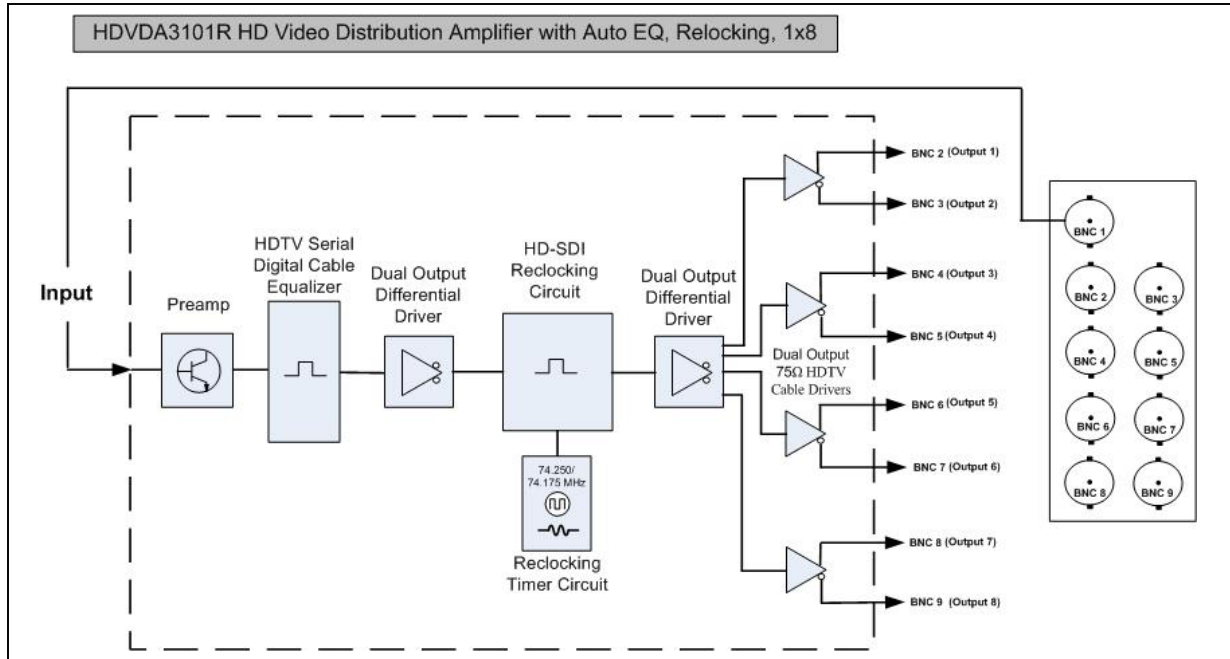 HDVDA3101R HD Video Distribution Amplifier with Auto EQ, Relocking, 1x8
Input
Preamp
HDTV Serial
Digital Cable
Equalizer
Dual Output
Differential
Driver
HD-SDI
Reclocking
Circuit
74.250/
74.175 MHz
Reclocking
Timer Circuit
Dual Output
Differential
Driver
Dual Output
75Ω HDTV
Cable Drivers
BNC 2 (Output 1)
BNC 3 (Output 2)
BNC 4 (Output 3)
BNC 5 (Output 4)
BNC 6 (Output 5)
BNC 7 (Output 6)
BNC 8 (Output 7)
BNC 9 (Output 8)
BNC 1
BNC 2
BNC 3
BNC 4
BNC 5
BNC 6
BNC 7
BNC 8
BNC 9